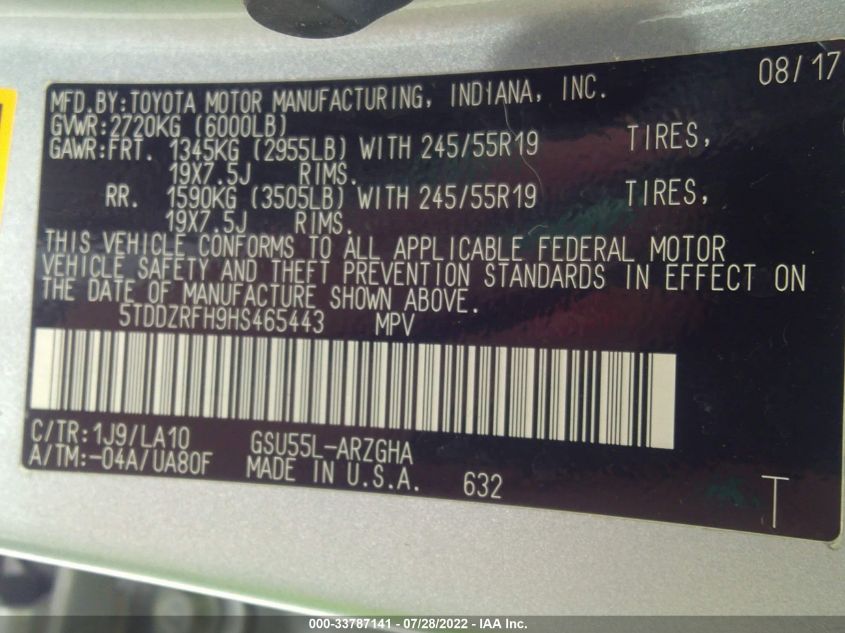 08/17
MFD.BY:TOYOTA MOTOR MANUFACTURING, INDIANA, INC.
GVWR:2720KG (6000LB)
GAWR:FRT. 1345KG (2955LB) WITH 245/55R19 TIRES,
19X7.5J RIMS.
RR. 1590KG (3505LB) WITH 245/55R19 TIRES,
19X7.5J RIMS.
THIS VEHICLE CONFORMS TO ALL APPLICABLE FEDERAL MOTOR
VEHICLE SAFETY AND THEFT PREVENTION STANDARDS IN EFFECT ON
THE DATE OF MANUFACTURE SHOWN ABOVE.
5TDDZRFH9HS465443 MPV
C/TR:1J9/LA10 GSU55L-ARZGHA
A/TM:-04A/UA80F MADE IN U.S.A. 632
T
000-33787141 - 07/28/2022 - IAA Inc.